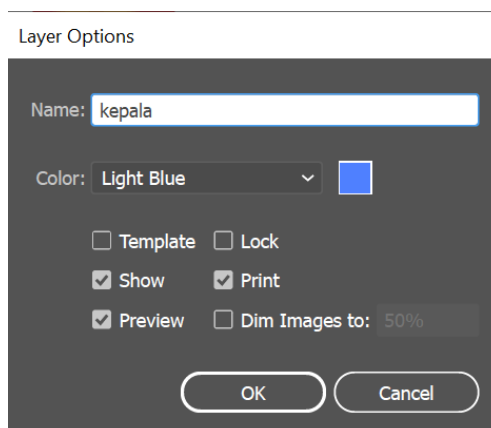 Layer Options
Name: kepala
Color: Light Blue
Template Lock
Show Print
Preview Dim Images to: 50%
OK Cancel